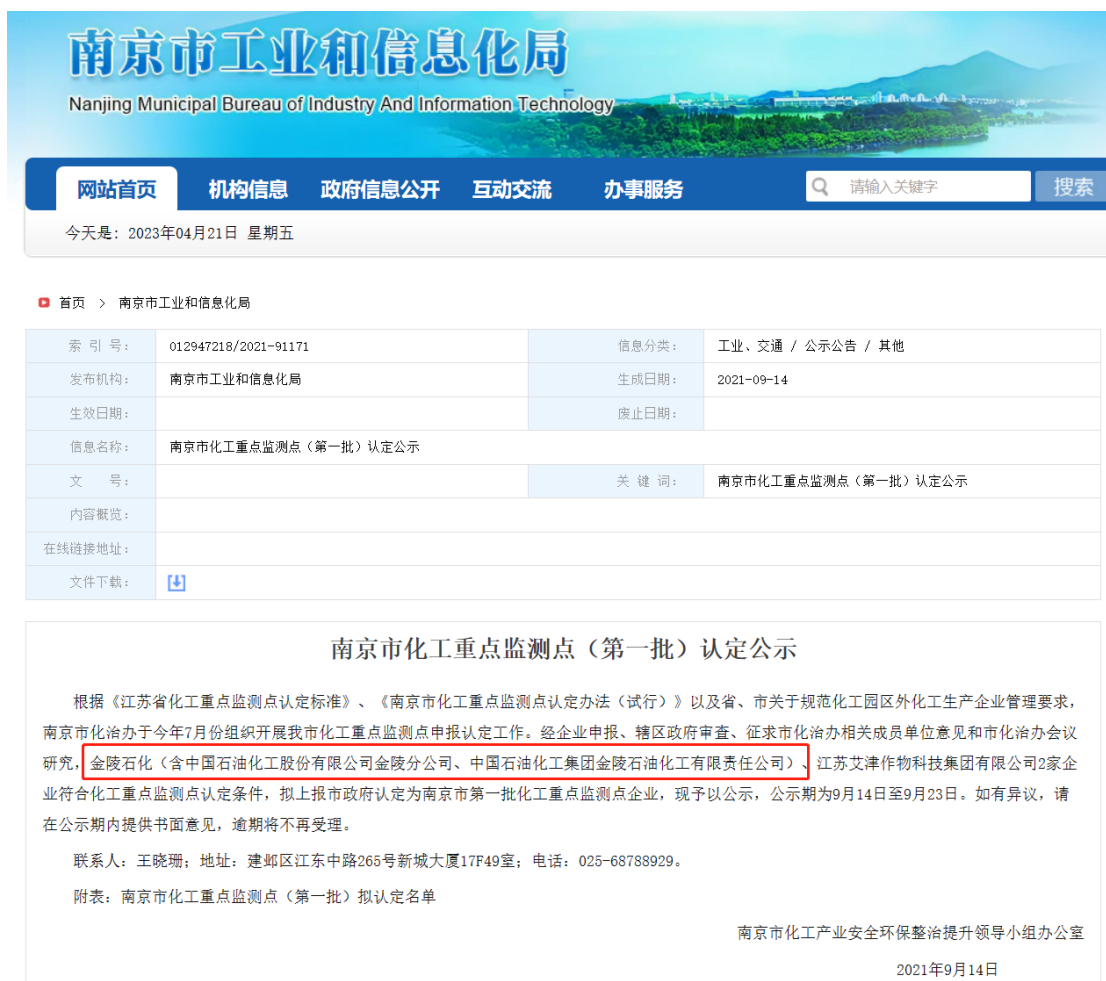 南京市工业和信息化局
Nanjing Municipal Bureau of Industry And Information Technology
网站首页 机构信息 政府信息公开 互动交流 办事服务 请输入关键字 搜索
今天是: 2023年04月21日 星期五
首页 > 南京市工业和信息化局
索 引 号: 012947218/2021-91171 信息分类: 工业、交通 / 公示公告 / 其他
发布机构: 南京市工业和信息化局 生成日期: 2021-09-14
生效日期: 废止日期:
信息名称: 南京市化工重点监测点（第一批）认定公示
文 号: 关 键 词: 南京市化工重点监测点（第一批）认定公示
内容概览:
在线链接地址:
文件下载:
南京市化工重点监测点（第一批）认定公示
根据《江苏省化工重点监测点认定标准》、《南京市化工重点监测点认定办法（试行）》以及省、市关于规范化工园区外化工生产企业管理要求，
南京市化治办于今年7月份组织开展我市化工重点监测点申报认定工作。经企业申报、辖区政府审查、征求市化治办相关成员单位意见和市化治办会议
研究，金陵石化（含中国石油化工股份有限公司金陵分公司、中国石油化工集团金陵石油化工有限责任公司）、江苏艾津作物科技集团有限公司2家企
业符合化工重点监测点认定条件，拟上报市政府认定为南京市第一批化工重点监测点企业，现予以公示，公示期为9月14日至9月23日。如有异议，请
在公示期内提供书面意见，逾期将不再受理。
联系人：王晓珊；地址：建邺区江东中路265号新城大厦17F49室；电话：025-68788929。
附表：南京市化工重点监测点（第一批）拟认定名单
南京市化工产业安全环保整治提升领导小组办公室
2021年9月14日